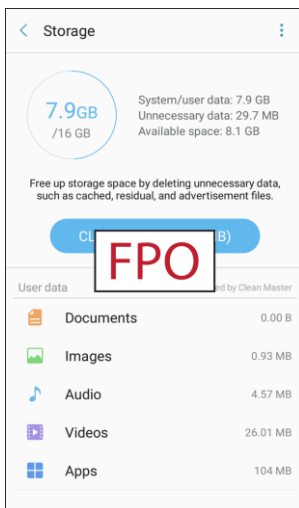 Storage
7.9GB
/16 GB
System/user data: 7.9 GB
Unnecessary data: 29.7 MB
Available space: 8.1 GB
Free up storage space by deleting unnecessary data,
such as cached, residual, and advertisement files.
FPO
User data by Clean Master
Documents 0.00 B
Images 0.93 MB
Audio 4.57 MB
Videos 26.01 MB
Apps 104 MB